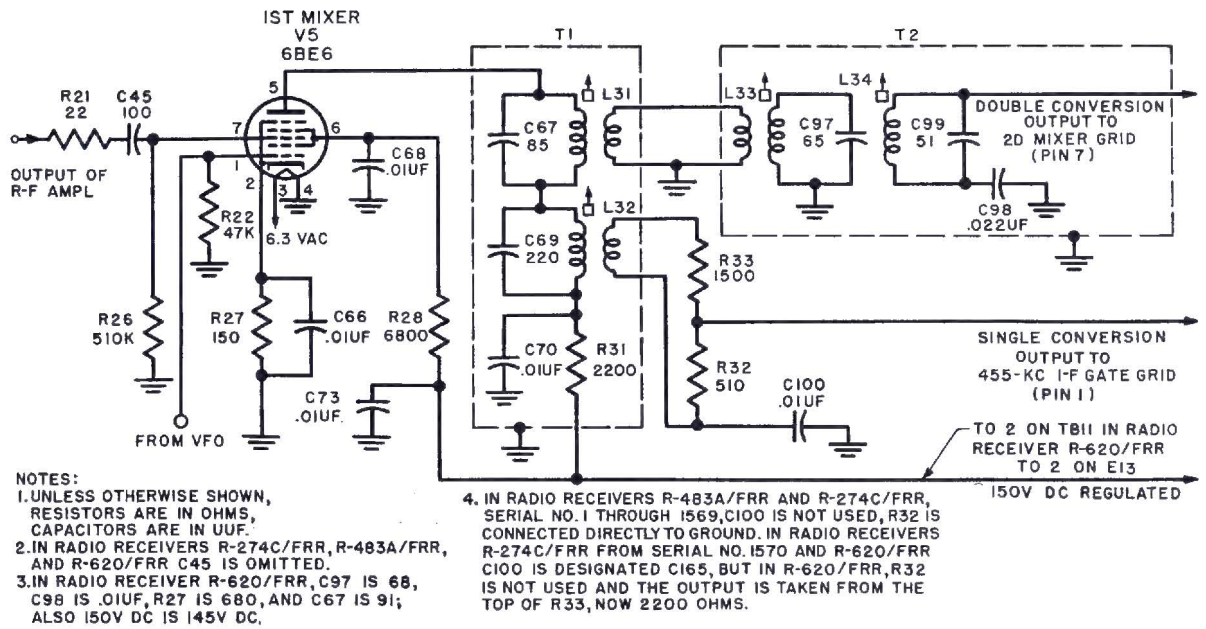 1ST MIXER
V5
6BE6
T1
T2
R21
22
C45
100
5
7
6
1
2
3
4
OUTPUT OF
R-F AMPL
R22
47K
6.3 VAC
C68
.01UF
C67
85
L31
L33
C97
65
L34
C99
51
DOUBLE CONVERSION
OUTPUT TO
2D MIXER GRID
(PIN 7)
C98
.022UF
C69
220
L32
R33
1500
R26
510K
R27
150
C66
.01UF
R28
6800
C70
.01UF
R31
2200
R32
510
SINGLE CONVERSION
OUTPUT TO
455-KC I-F GATE GRID
(PIN 1)
C73
.01UF.
C100
.01UF
FROM VFO
TO 2 ON TB11 IN RADIO
RECEIVER R-620/FRR
TO 2 ON E13
150V DC REGULATED
NOTES:
1.UNLESS OTHERWISE SHOWN,
RESISTORS ARE IN OHMS,
CAPACITORS ARE IN UUF.
2.IN RADIO RECEIVERS R-274C/FRR, R-483A/FRR,
AND R-620/FRR C45 IS OMITTED.
3.IN RADIO RECEIVER R-620/FRR, C97 IS 68,
C98 IS .01UF, R27 IS 680, AND C67 IS 91;
ALSO 150V DC IS 145V DC.
4. IN RADIO RECEIVERS R-483A/FRR AND R-274C/FRR,
SERIAL NO. 1 THROUGH 1569, C100 IS NOT USED, R32 IS
CONNECTED DIRECTLY TO GROUND. IN RADIO RECEIVERS
R-274C/FRR FROM SERIAL NO. 1570 AND R-620/FRR
C100 IS DESIGNATED C165, BUT IN R-620/FRR, R32
IS NOT USED AND THE OUTPUT IS TAKEN FROM THE
TOP OF R33, NOW 2200 OHMS.